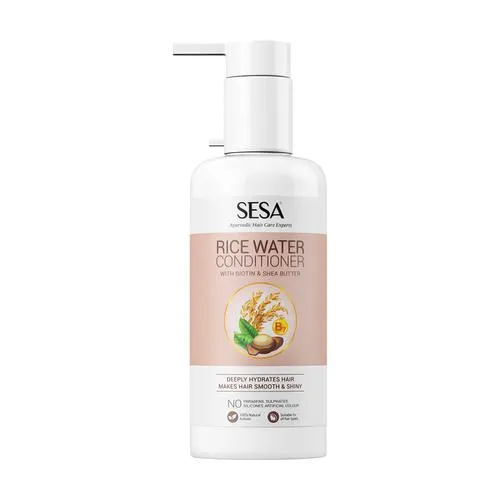 SESA
Ayurvedic Hair Care Experts
RICE WATER
CONDITIONER
WITH BIOTIN & SHEA BUTTER
B7
DEEPLY HYDRATES HAIR
MAKES HAIR SMOOTH & SHINY
NO PARABENS, SULPHATES
SILICONES, ARTIFICIAL COLOUR
100% Natural
Actives
Suitable for
all hair types